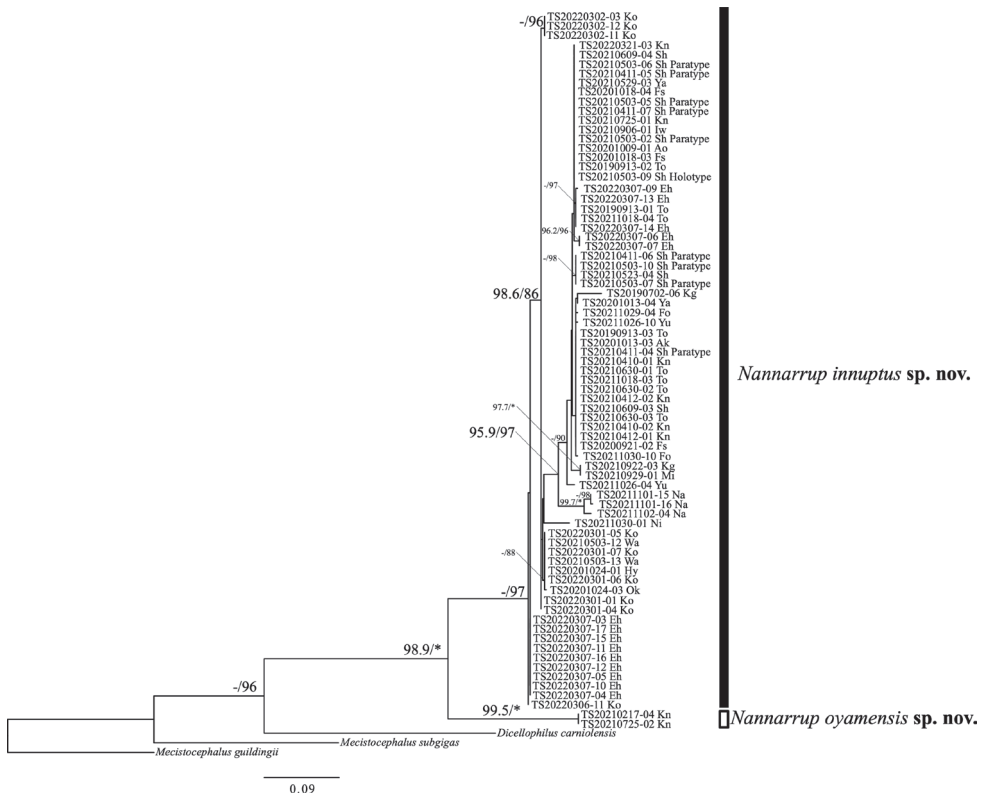 -/96
TS20220302-03 Ko
TS20220302-12 Ko
TS20220302-11 Ko
TS20220321-03 Kn
TS20210609-04 Sh
TS20210503-06 Sh Paratype
TS20210411-05 Sh Paratype
TS20210529-03 Ya
TS20201018-04 Fs
TS20210503-05 Sh Paratype
TS20210411-07 Sh Paratype
TS20210725-01 Kn
TS20210906-01 Iw
TS20210503-02 Sh Paratype
TS20201009-01 Ao
TS20201018-03 Fs
TS20190913-02 To
TS20210503-09 Sh Holotype
-/97
TS20220307-09 Eh
TS20220307-13 Eh
TS20190913-01 To
TS20211018-04 To
TS20220307-14 Eh
96.2/96
TS20220307-06 Eh
TS20220307-07 Eh
TS20210411-06 Sh Paratype
-/98
TS20210503-10 Sh Paratype
TS20210523-04 Sh
TS20210503-07 Sh Paratype
98.6/86
TS20190702-06 Kg
TS20201013-04 Ya
TS20211029-04 Fo
TS20211026-10 Yu
TS20190913-03 To
TS20201013-03 Ak
TS20210411-04 Sh Paratype
TS20210410-01 Kn
TS20210630-01 To
TS20211018-03 To
TS20210630-02 To
TS20210412-02 Kn
97.7/*
TS20210609-03 Sh
TS20210630-03 To
TS20210410-02 Kn
95.9/97
-/90
TS20210412-01 Kn
TS20200921-02 Fs
TS20211030-10 Fo
TS20210922-03 Kg
TS20210929-01 Mi
TS20211026-04 Yu
-/98
TS20211101-15 Na
99.7/*
TS20211101-16 Na
TS20211102-04 Na
TS20211030-01 Ni
TS20220301-05 Ko
TS20210503-12 Wa
-/88
TS20220301-07 Ko
TS20210503-13 Wa
TS20201024-01 Hy
TS20220301-06 Ko
TS20201024-03 Ok
-/97
TS20220301-01 Ko
TS20220301-04 Ko
TS20220307-03 Eh
TS20220307-17 Eh
TS20220307-15 Eh
98.9/*
TS20220307-11 Eh
TS20220307-16 Eh
TS20220307-12 Eh
TS20220307-05 Eh
-/96
TS20220307-10 Eh
TS20220307-04 Eh
TS20220306-11 Ko
99.5/*
TS20210217-04 Kn
TS20210725-02 Kn
Nannarrup innuptus sp. nov.
Nannarrup oyamensis sp. nov.
Dicellophilus carniolensis
Mecistocephalus subgigas
Mecistocephalus guildingii
0.09